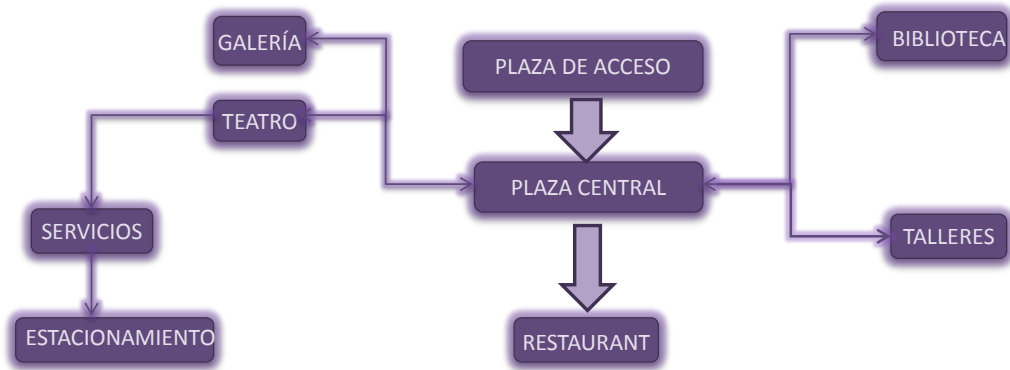 GALERÍA
PLAZA DE ACCESO
BIBLIOTECA
TEATRO
PLAZA CENTRAL
SERVICIOS
TALLERES
ESTACIONAMIENTO
RESTAURANT